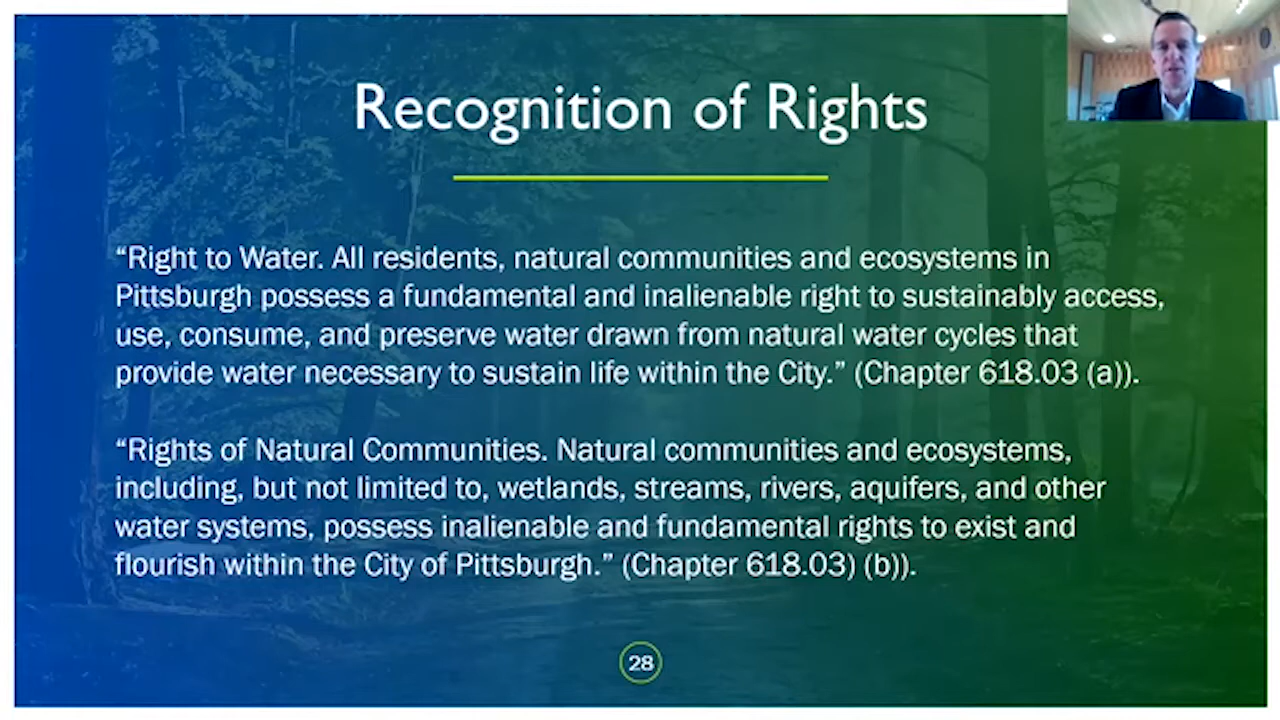 Recognition of Rights
“Right to Water. All residents, natural communities and ecosystems in
Pittsburgh possess a fundamental and inalienable right to sustainably access,
use, consume, and preserve water drawn from natural water cycles that
provide water necessary to sustain life within the City.” (Chapter 618.03 (a)).
“Rights of Natural Communities. Natural communities and ecosystems,
including, but not limited to, wetlands, streams, rivers, aquifers, and other
water systems, possess inalienable and fundamental rights to exist and
flourish within the City of Pittsburgh.” (Chapter 618.03) (b)).
28